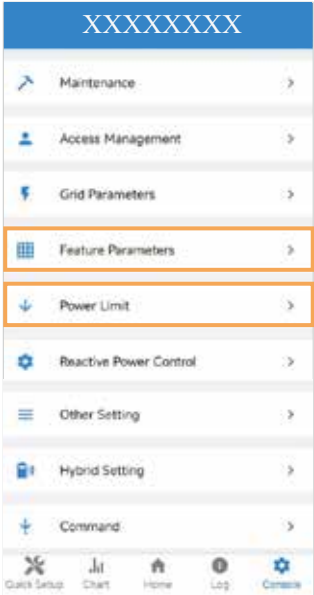 XXXXXXXX
Maintenance
Access Management
Grid Parameters
Feature Parameters
Power Limit
Reactive Power Control
Other Setting
Hybrid Setting
Command
Quick Setup Chart Home Log Console